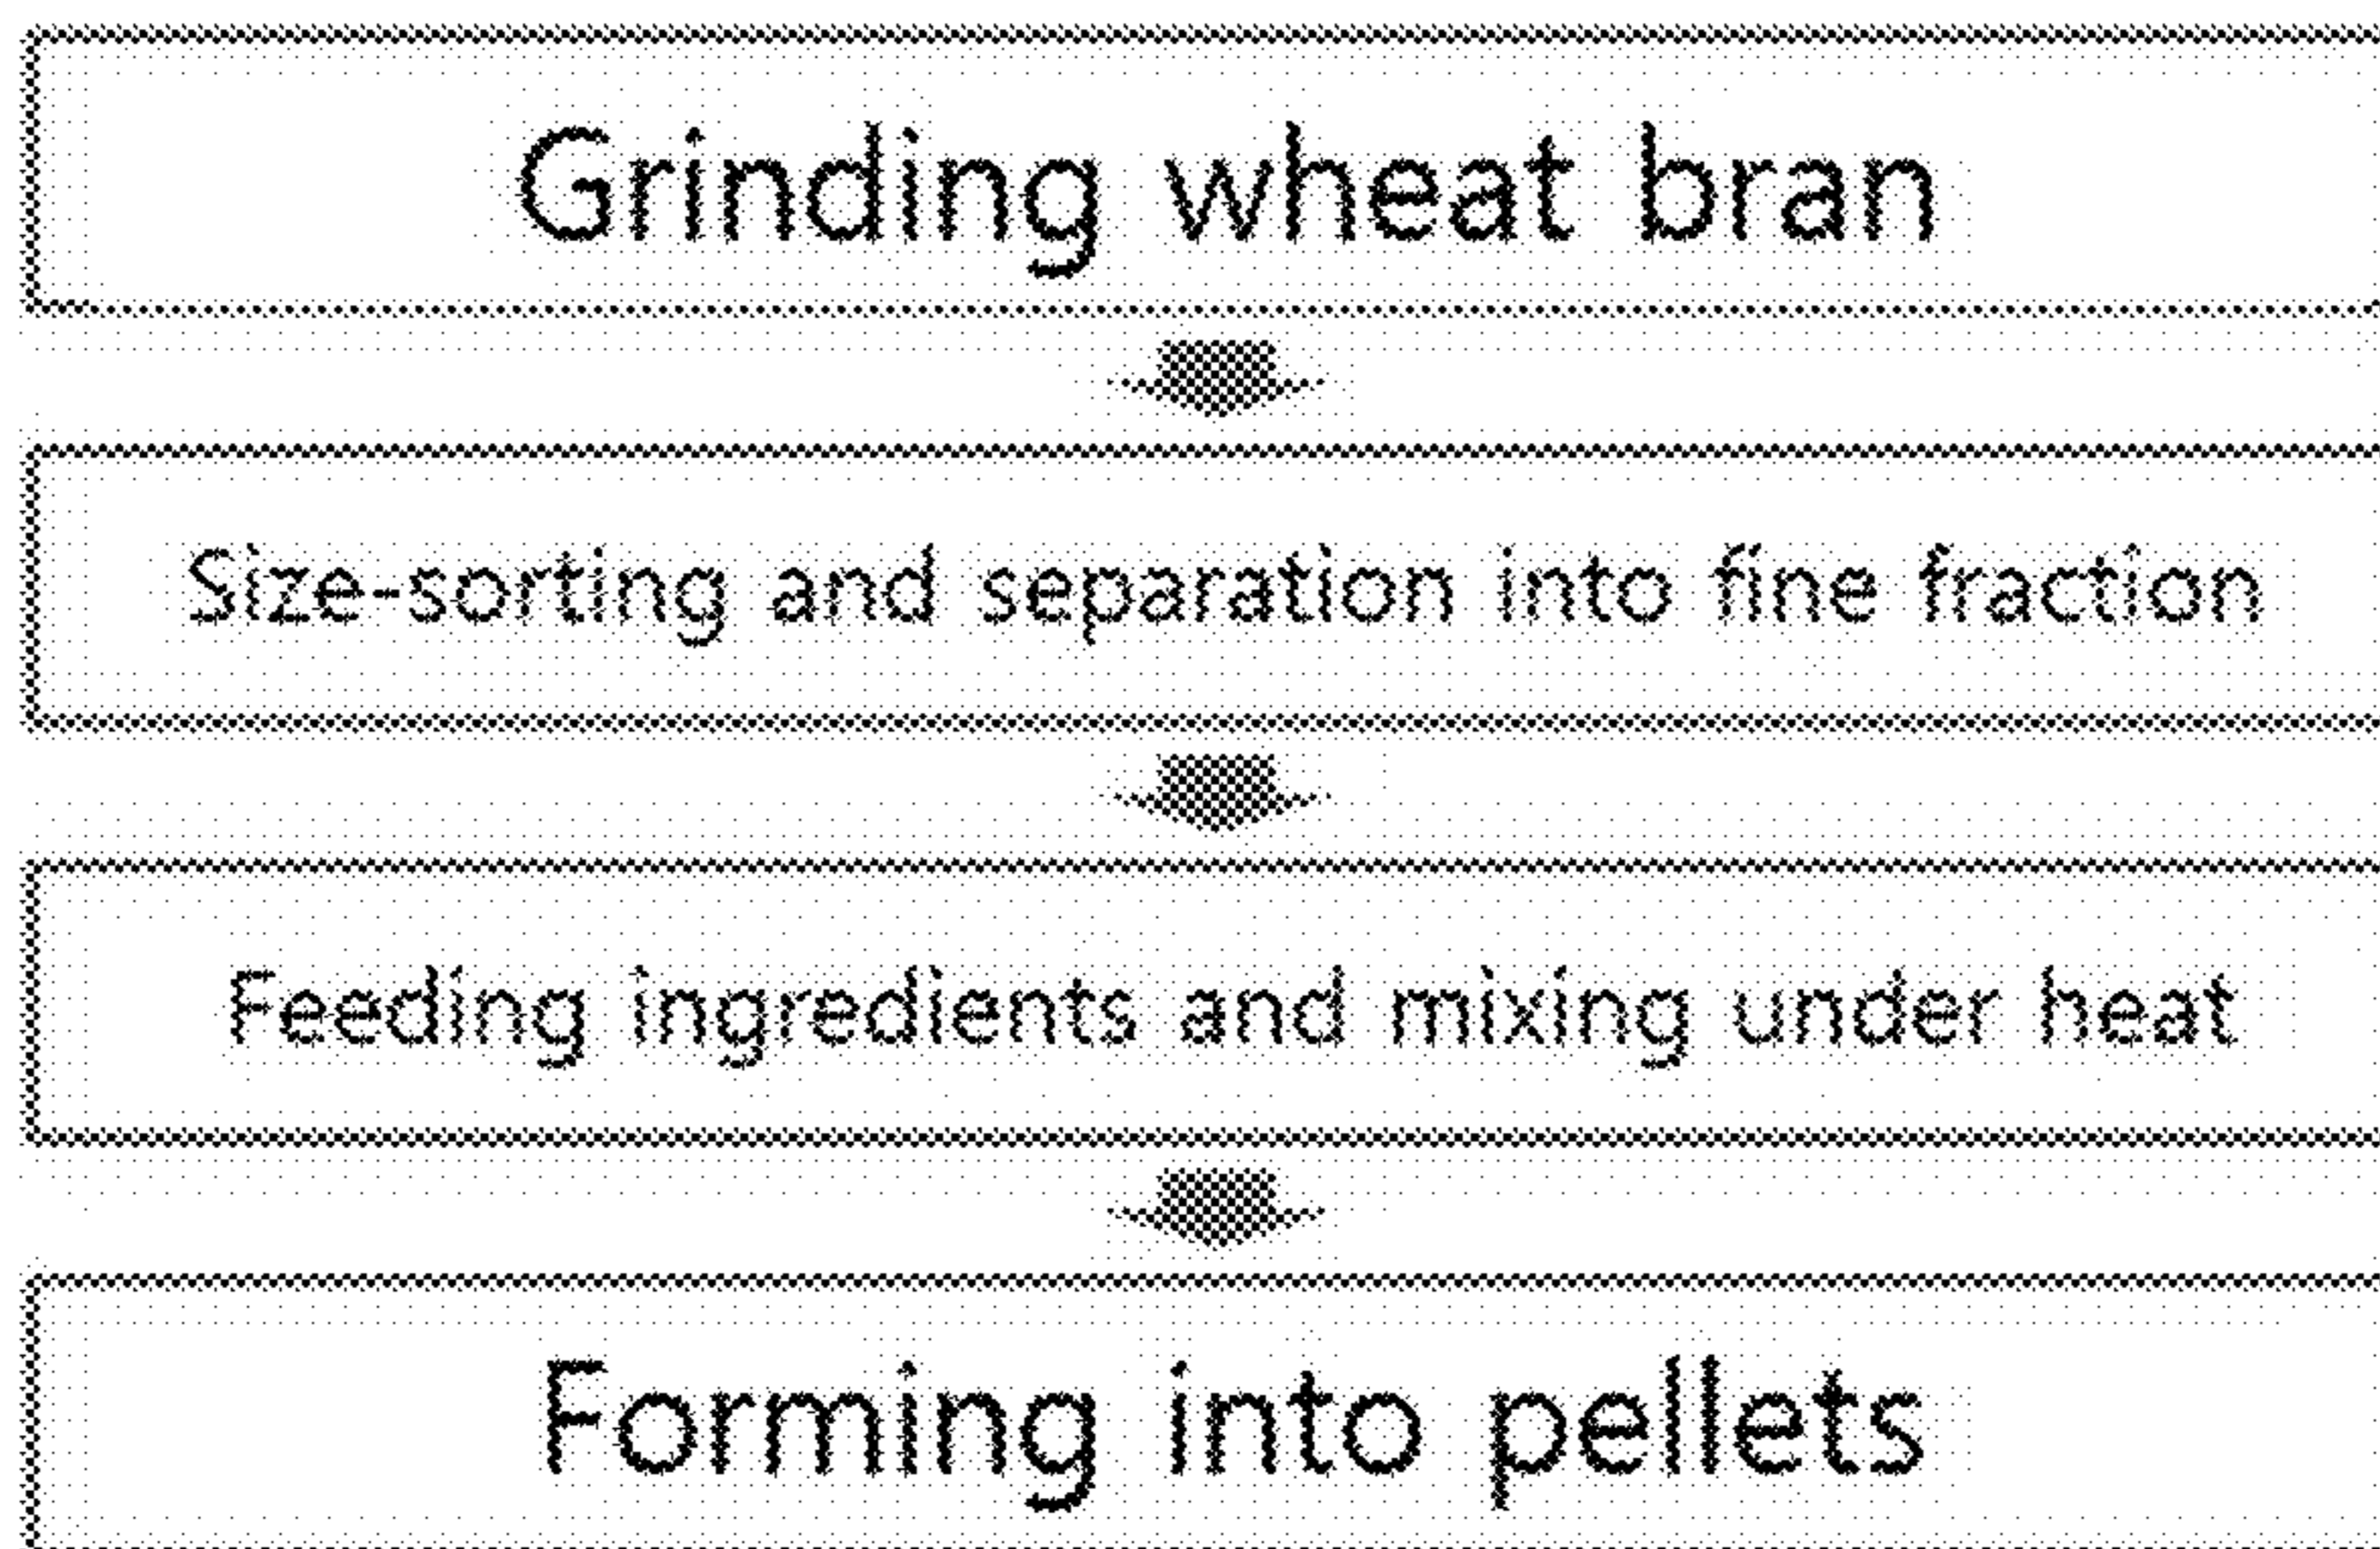 Grinding wheat bran
Size-sorting and separation into fine fraction
Feeding ingredients and mixing under heat
Forming into pellets